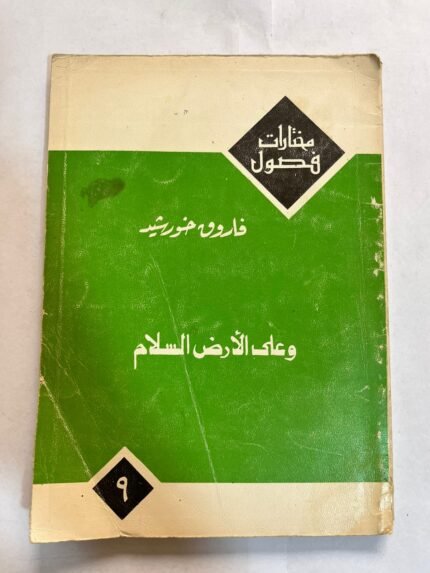 مختارات
فصول
فاروق خورشيد
وعلى الأرض السلام
٩